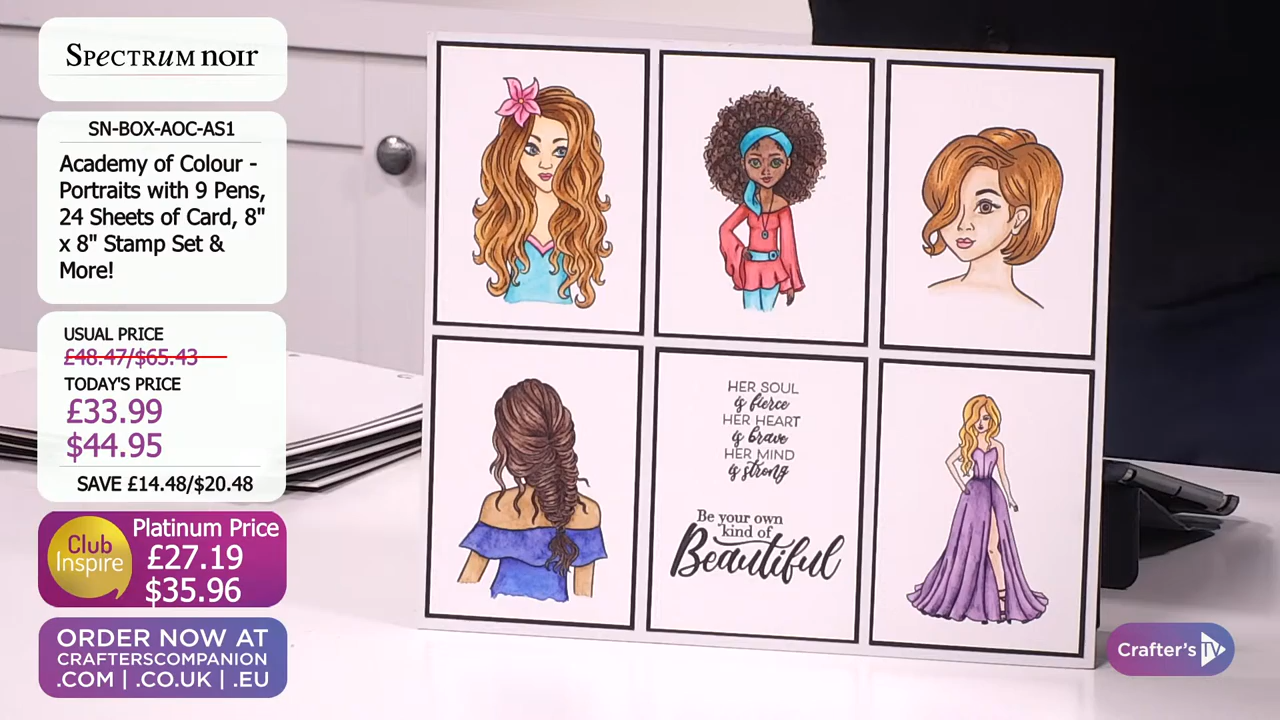 SPECTRUM NOIR
SN-BOX-AOC-AS1
Academy of Colour -
Portraits with 9 Pens,
24 Sheets of Card, 8"
x 8" Stamp Set &
More!
USUAL PRICE
£48.47/$65.43
TODAY'S PRICE
£33.99
$44.95
SAVE £14.48/$20.48
Club
Inspire
Platinum Price
£27.19
$35.96
ORDER NOW AT
CRAFTERSCOMPANION
.COM | .CO.UK | .EU
HER SOUL
is fierce
HER HEART
is brave
HER MIND
is strong
Be your own
kind of
Beautiful
Crafter's TV